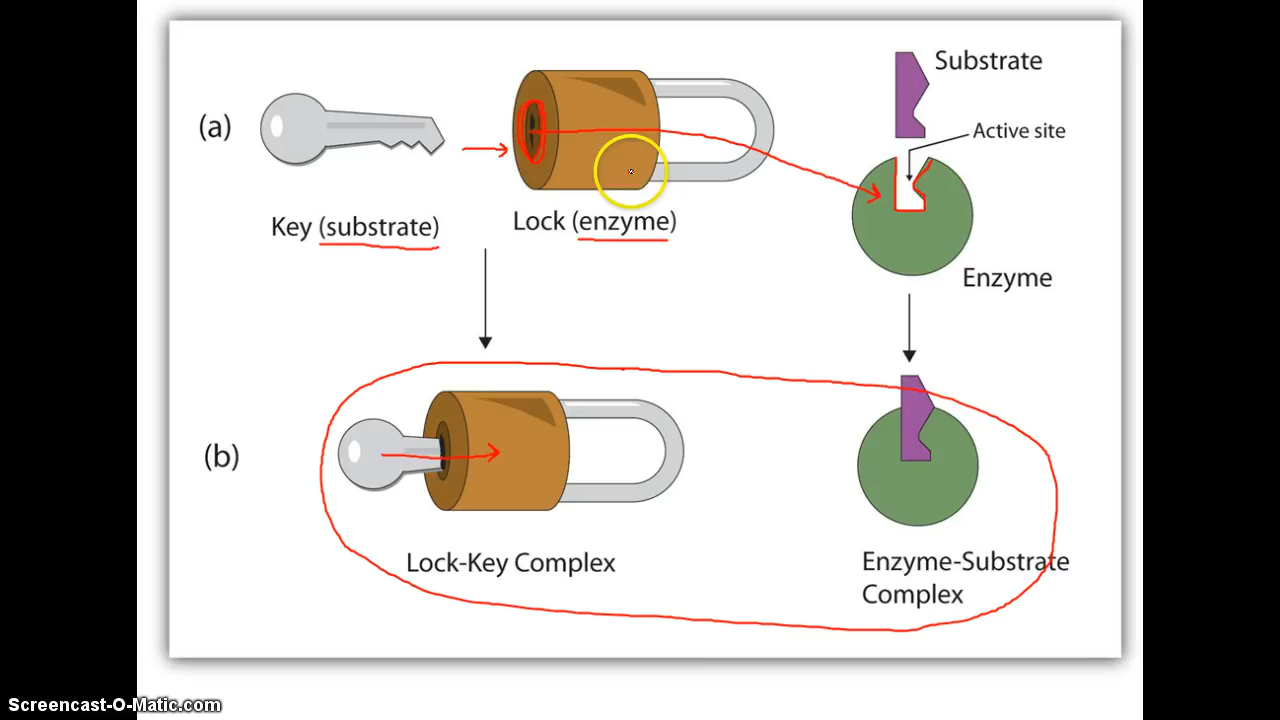 Substrate
(a)
Active site
Key (substrate)
Lock (enzyme)
Enzyme
(b)
Lock-Key Complex
Enzyme-Substrate
Complex
Screencast-O-Matic.com